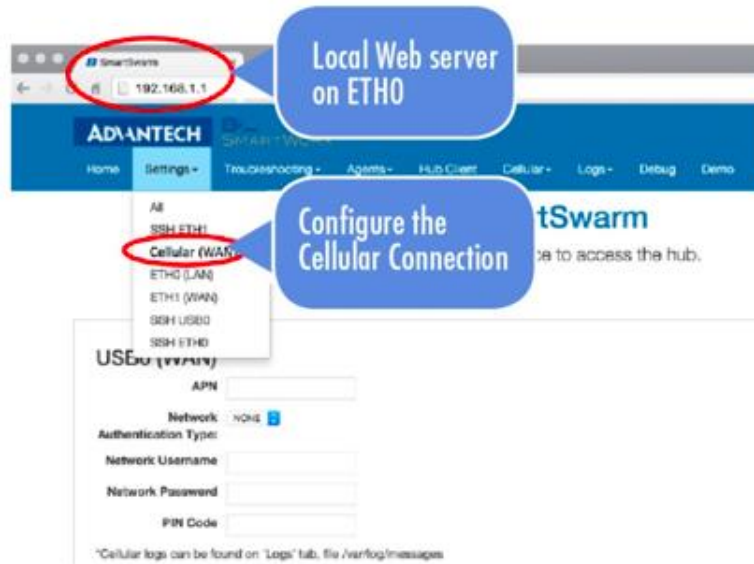 SmartSwarm
192.168.1.1
Local Web server
on ETH0
ADVANTECH
Home Settings Troubleshooting Agents Hub Client Cellular Logs Debug Demo
All
SSH ETH1
Cellular (WAN)
ETH0 (LAN)
ETH1 (WAN)
SSH USB0
SSH ETH0
Configure the
Cellular Connection
tSwarm
ce to access the hub.
USB0 (WAN)
APN
Network NONE
Authentication Type:
Network Username
Network Password
PIN Code
*Cellular logs can be found on 'Logs' tab, file /var/log/messages